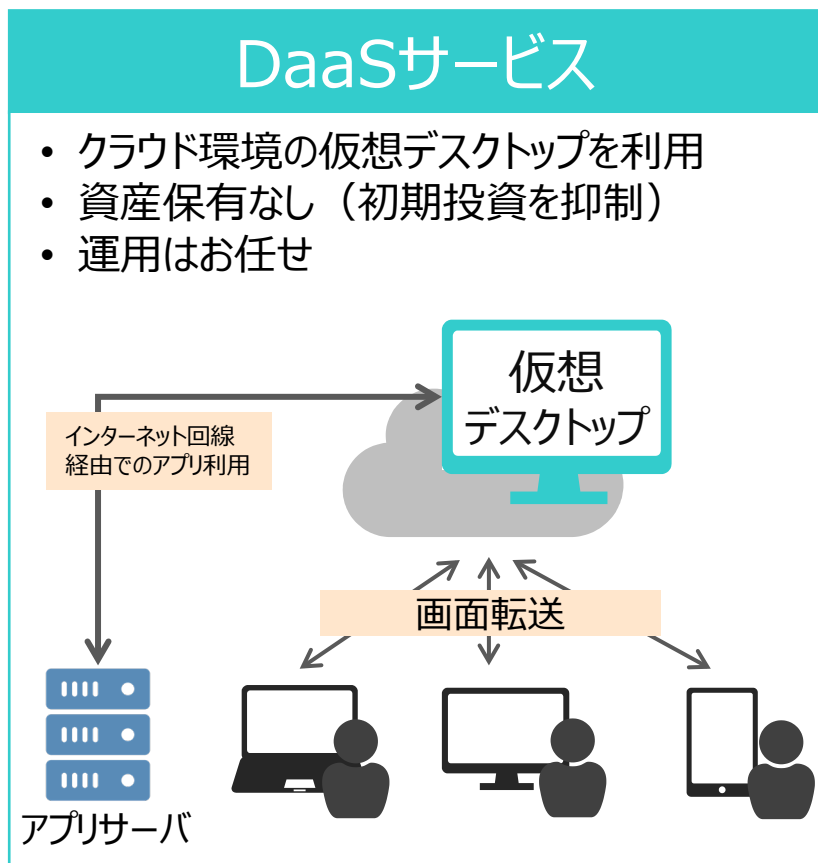 DaaSサービス
• クラウド環境の仮想デスクトップを利用
• 資産保有なし（初期投資を抑制）
• 運用はお任せ
仮想
デスクトップ
インターネット回線
経由でのアプリ利用
画面転送
アプリサーバ